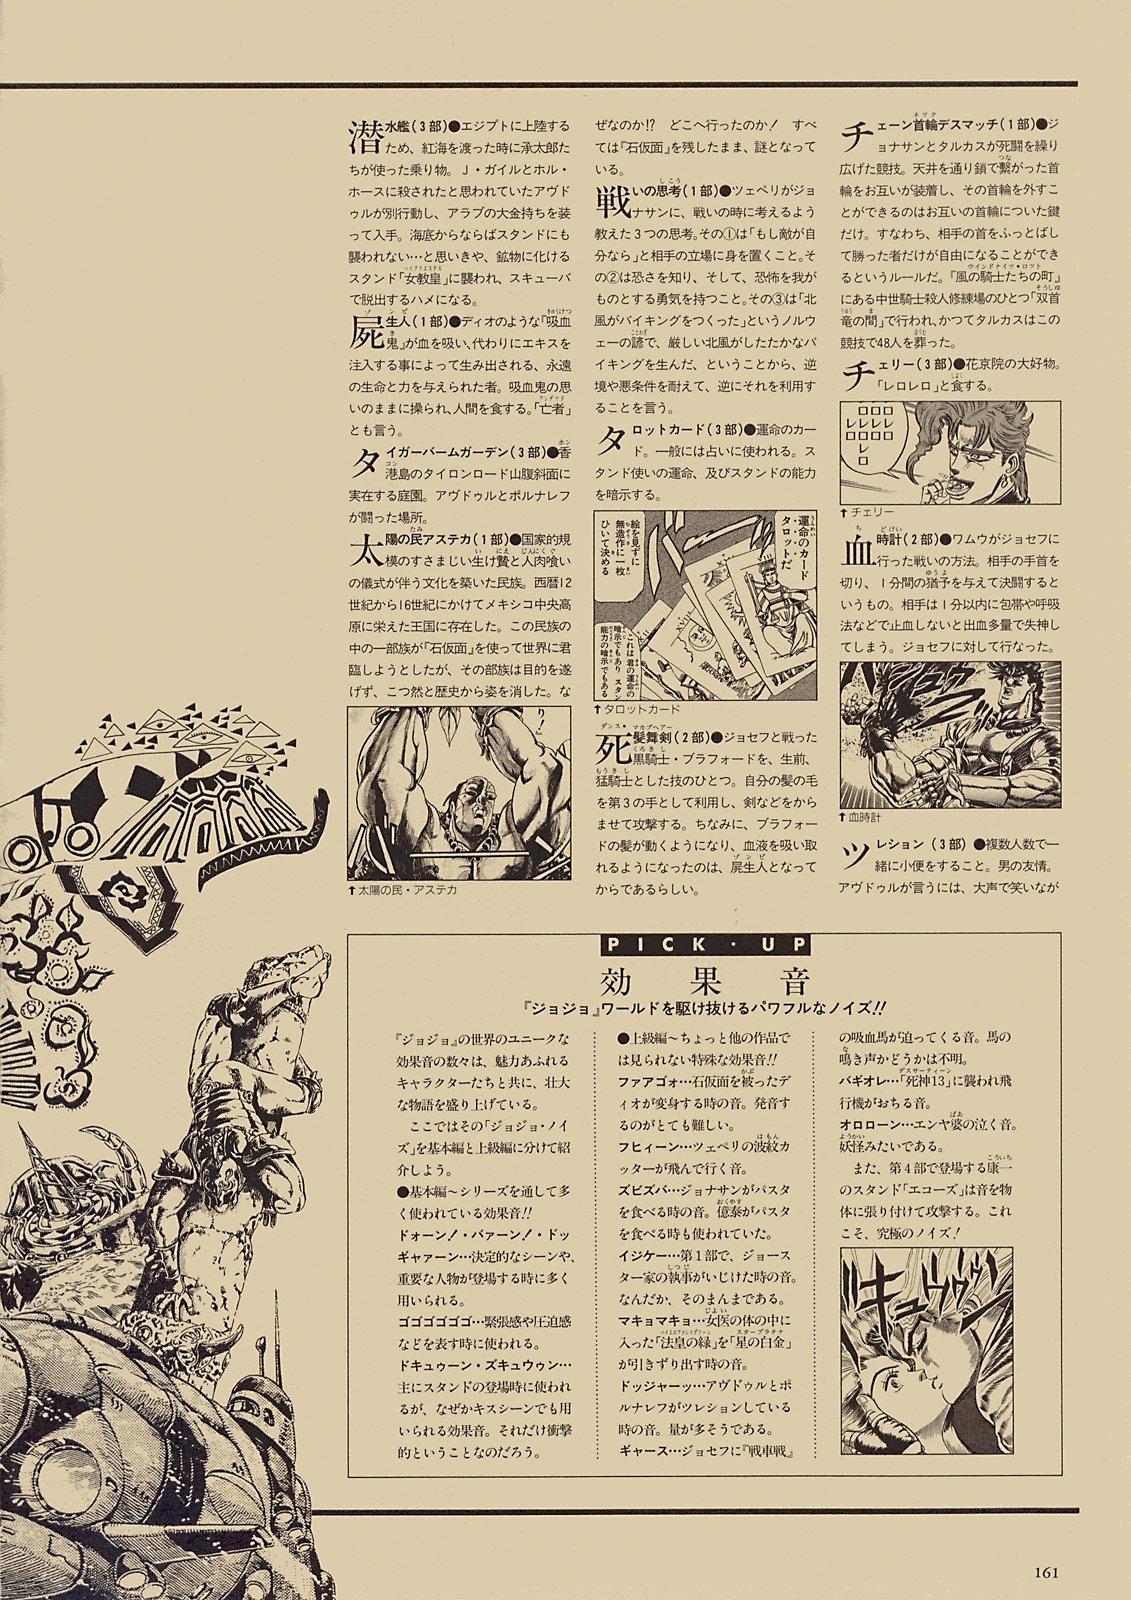 潜水艦(3部)●エジプトに上陸する
ため、紅海を渡った時に承太郎た
ちが使った乗り物。J・ガイルとホル・
ホースに殺されたと思われていたアヴド
ゥルが別行動し、アラブの大金持ちを装
って入手。海底からならばスタンドにも
襲われない…と思いきや、鉱物に化ける
スタンド「女教皇」に襲われ、スキューバ
で脱出するハメになる。
屍生人(1部)●ディオのような『吸血
鬼』が血を吸い、代わりにエキスを
注入する事によって生み出される、永遠
の生命と力を与えられた者。吸血鬼の思
いのままに操られ、人間を食する。「亡者」
とも言う。
タイガーバームガーデン(3部)●香
港島のタイロンロード山腹斜面に
実在する庭園。アヴドゥルとポルナレフ
が闘った場所。
太陽の民アステカ(1部)●国家的規
模のすさまじい生け贄と人肉喰い
の儀式が伴う文化を築いた民族。西暦12
世紀から16世紀にかけてメキシコ中央高
原に栄えた王国に存在した。この民族の
中の一部族が『石仮面』を使って世界に君
臨しようとしたが、その部族は目的を遂
げず、こつ然と歴史から姿を消した。な
り!
↑太陽の民・アステカ
ぜなのか!? どこへ行ったのか! すべ
ては『石仮面』を残したまま、謎となって
いる。
戦いの思考(1部)●ツェペリがジョ
ナサンに、戦いの時に考えるよう
教えた3つの思考。その①は「もし敵が自
分なら」と相手の立場に身を置くこと。そ
の②は恐さを知り、そして、恐怖を我が
ものとする勇気を持つこと。その③は「北
風がバイキングをつくった」というノルウ
ェーの諺で、厳しい北風がしたたかなバ
イキングを生んだ、ということから、逆
境や悪条件を耐えて、逆にそれを利用す
ることを言う。
タロットカード(3部)●運命のカー
ド。一般には占いに使われる。ス
タンド使いの運命、及びスタンドの能力
を暗示する。
運命のカード
タロットだ
絵を見ずに
無造作に一枚
ひいて決める
これは君の運命の
暗示でもあり スタンド
能力の暗示でもある
↑タロットカード
死髪舞剣(2部)●ジョセフと戦った
黒騎士・ブラフォードを、生前、
猛騎士とした技のひとつ。自分の髪の毛
を第3の手として利用し、剣などをから
ませて攻撃する。ちなみに、ブラフォー
ドの髪が動くようになり、血液を吸い取
れるようになったのは、屍生人となって
からであるらしい。
チェーン首輪デスマッチ(1部)●ジ
ョナサンとタルカスが死闘を繰り
広げた競技。天井を通り鎖で繋がった首
輪をお互いが装着し、その首輪を外すこ
とができるのはお互いの首輪についた鍵
だけ。すなわち、相手の首をふっとばし
て勝った者だけが自由になることができ
るというルールだ。『風の騎士たちの町』
にある中世騎士殺人修練場のひとつ「双首
竜の間」で行われ、かつてタルカスはこの
競技で48人を葬った。
チェリー(3部)●花京院の大好物。
「レロレロ」と食する。
ロロロ
レレレレ
ロロロロ
レ
ロ
↑チェリー
血時計(2部)●ワムウがジョセフに
行った戦いの方法。相手の手首を
切り、1分間の猶予を与えて決闘すると
いうもの。相手は1分以内に包帯や呼吸
法などで止血しないと出血多量で失神し
てしまう。ジョセフに対して行なった。
↑血時計
ツレション(3部)●複数人数で一
緒に小便をすること。男の友情。
アヴドゥルが言うには、大声で笑いなが
PICK・UP
効果音
『ジョジョ』ワールドを駆け抜けるパワフルなノイズ!!
『ジョジョ』の世界のユニークな
効果音の数々は、魅力あふれる
キャラクターたちと共に、壮大
な物語を盛り上げている。
ここではその「ジョジョ・ノイ
ズ」を基本編と上級編に分けて紹
介しよう。
●基本編〜シリーズを通して多
く使われている効果音!!
ドォーン!・バァーン!・ドッ
ギャァーン…決定的なシーンや、
重要な人物が登場する時に多く
用いられる。
ゴゴゴゴゴゴ…緊張感や圧迫感
などを表す時に使われる。
ドキュゥーン・ズキュウゥン…
主にスタンドの登場時に使われ
るが、なぜかキスシーンでも用
いられる効果音。それだけ衝撃
的ということなのだろう。
●上級編〜ちょっと他の作品で
は見られない特殊な効果音!!
ファアゴォ…石仮面を被ったデ
ィオが変身する時の音。発音す
るのがとても難しい。
フヒィーン…ツェペリの波紋カ
ッターが飛んで行く音。
ズビズバ…ジョナサンがパスタ
を食べる時の音。億泰がパスタ
を食べる時も使われていた。
イジケー…第1部で、ジョース
ター家の執事がいじけた時の音。
なんだか、そのまんまである。
マキョマキョ…女医の体の中に
入った「法皇の緑」を「星の白金」
が引きずり出す時の音。
ドッジャーッ…アヴドゥルとポ
ルナレフがツレションしている
時の音。量が多そうである。
ギャース…ジョセフに『戦車戦』
の吸血馬が迫ってくる音。馬の
鳴き声かどうかは不明。
バギオレ…「死神13」に襲われ飛
行機がおちる音。
オロローン…エンヤ婆の泣く音。
妖怪みたいである。
また、第4部で登場する康一
のスタンド「エコーズ」は音を物
体に張り付けて攻撃する。これ
こそ、究極のノイズ!
161